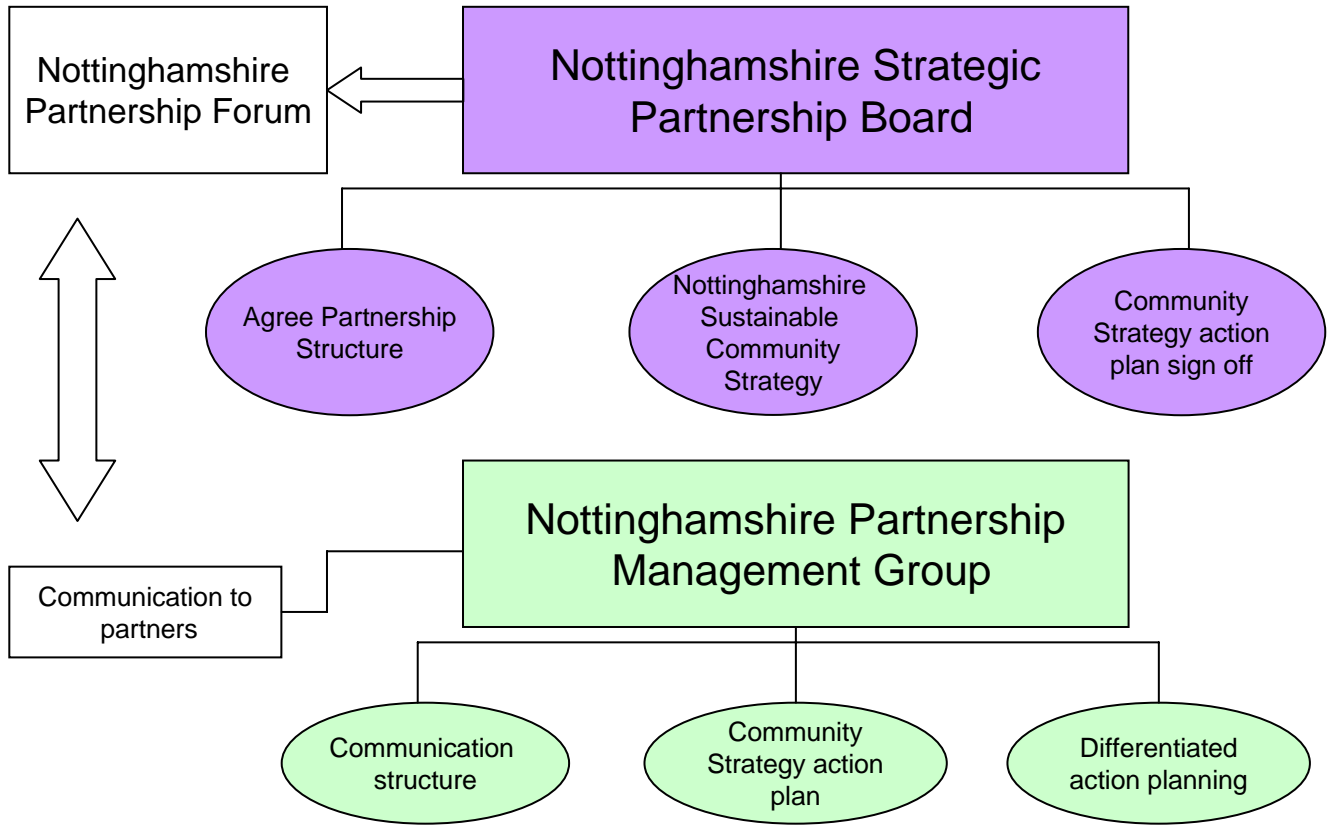 Nottinghamshire
Partnership Forum
Nottinghamshire Strategic
Partnership Board
Agree Partnership
Structure
Nottinghamshire
Sustainable
Community
Strategy
Community
Strategy action
plan sign off
Nottinghamshire Partnership
Management Group
Communication to
partners
Communication
structure
Community
Strategy action
plan
Differentiated
action planning